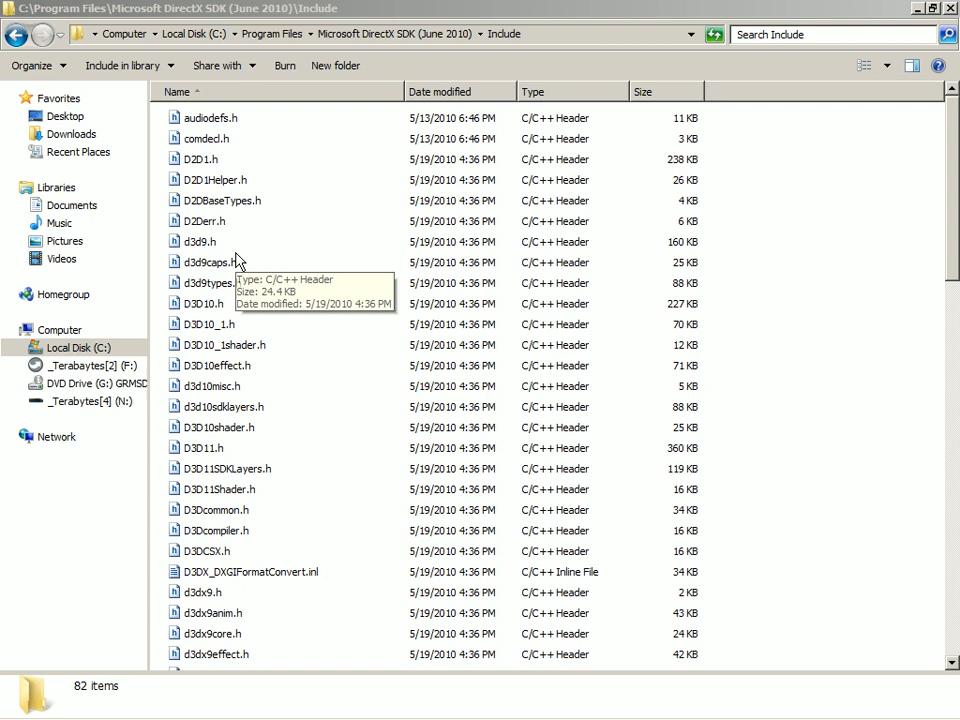 C:\Program Files\Microsoft DirectX SDK (June 2010)\Include
Computer Local Disk (C:) Program Files Microsoft DirectX SDK (June 2010) Include Search Include
Organize Include in library Share with Burn New folder
Name Date modified Type Size
Favorites
Desktop
Downloads
Recent Places
Libraries
Documents
Music
Pictures
Videos
Homegroup
Computer
Local Disk (C:)
_Terabaytes[2] (F:)
DVD Drive (G:) GRMSD
_Terabytes[4] (N:)
Network
audiodefs.h 5/13/2010 6:46 PM C/C++ Header 11 KB
comdecl.h 5/13/2010 6:46 PM C/C++ Header 3 KB
D2D1.h 5/19/2010 4:36 PM C/C++ Header 238 KB
D2D1Helper.h 5/19/2010 4:36 PM C/C++ Header 26 KB
D2DBaseTypes.h 5/19/2010 4:36 PM C/C++ Header 4 KB
D2Derr.h 5/19/2010 4:36 PM C/C++ Header 6 KB
d3d9.h 5/19/2010 4:36 PM C/C++ Header 160 KB
d3d9caps.h 5/19/2010 4:36 PM C/C++ Header 25 KB
d3d9types. 5/19/2010 4:36 PM C/C++ Header 88 KB
Type: C/C++ Header
Size: 24.4 KB
Date modified: 5/19/2010 4:36 PM
D3D10.h 5/19/2010 4:36 PM C/C++ Header 227 KB
D3D10_1.h 5/19/2010 4:36 PM C/C++ Header 70 KB
D3D10_1shader.h 5/19/2010 4:36 PM C/C++ Header 12 KB
D3D10effect.h 5/19/2010 4:36 PM C/C++ Header 71 KB
d3d10misc.h 5/19/2010 4:36 PM C/C++ Header 5 KB
d3d10sdklayers.h 5/19/2010 4:36 PM C/C++ Header 88 KB
D3D10shader.h 5/19/2010 4:36 PM C/C++ Header 25 KB
D3D11.h 5/19/2010 4:36 PM C/C++ Header 360 KB
D3D11SDKLayers.h 5/19/2010 4:36 PM C/C++ Header 119 KB
D3D11Shader.h 5/19/2010 4:36 PM C/C++ Header 16 KB
D3Dcommon.h 5/19/2010 4:36 PM C/C++ Header 34 KB
D3Dcompiler.h 5/19/2010 4:36 PM C/C++ Header 16 KB
D3DCSX.h 5/19/2010 4:36 PM C/C++ Header 16 KB
D3DX_DXGIFormatConvert.inl 5/19/2010 4:36 PM C/C++ Inline File 34 KB
d3dx9.h 5/19/2010 4:36 PM C/C++ Header 2 KB
d3dx9anim.h 5/19/2010 4:36 PM C/C++ Header 43 KB
d3dx9core.h 5/19/2010 4:36 PM C/C++ Header 24 KB
d3dx9effect.h 5/19/2010 4:36 PM C/C++ Header 42 KB
82 items